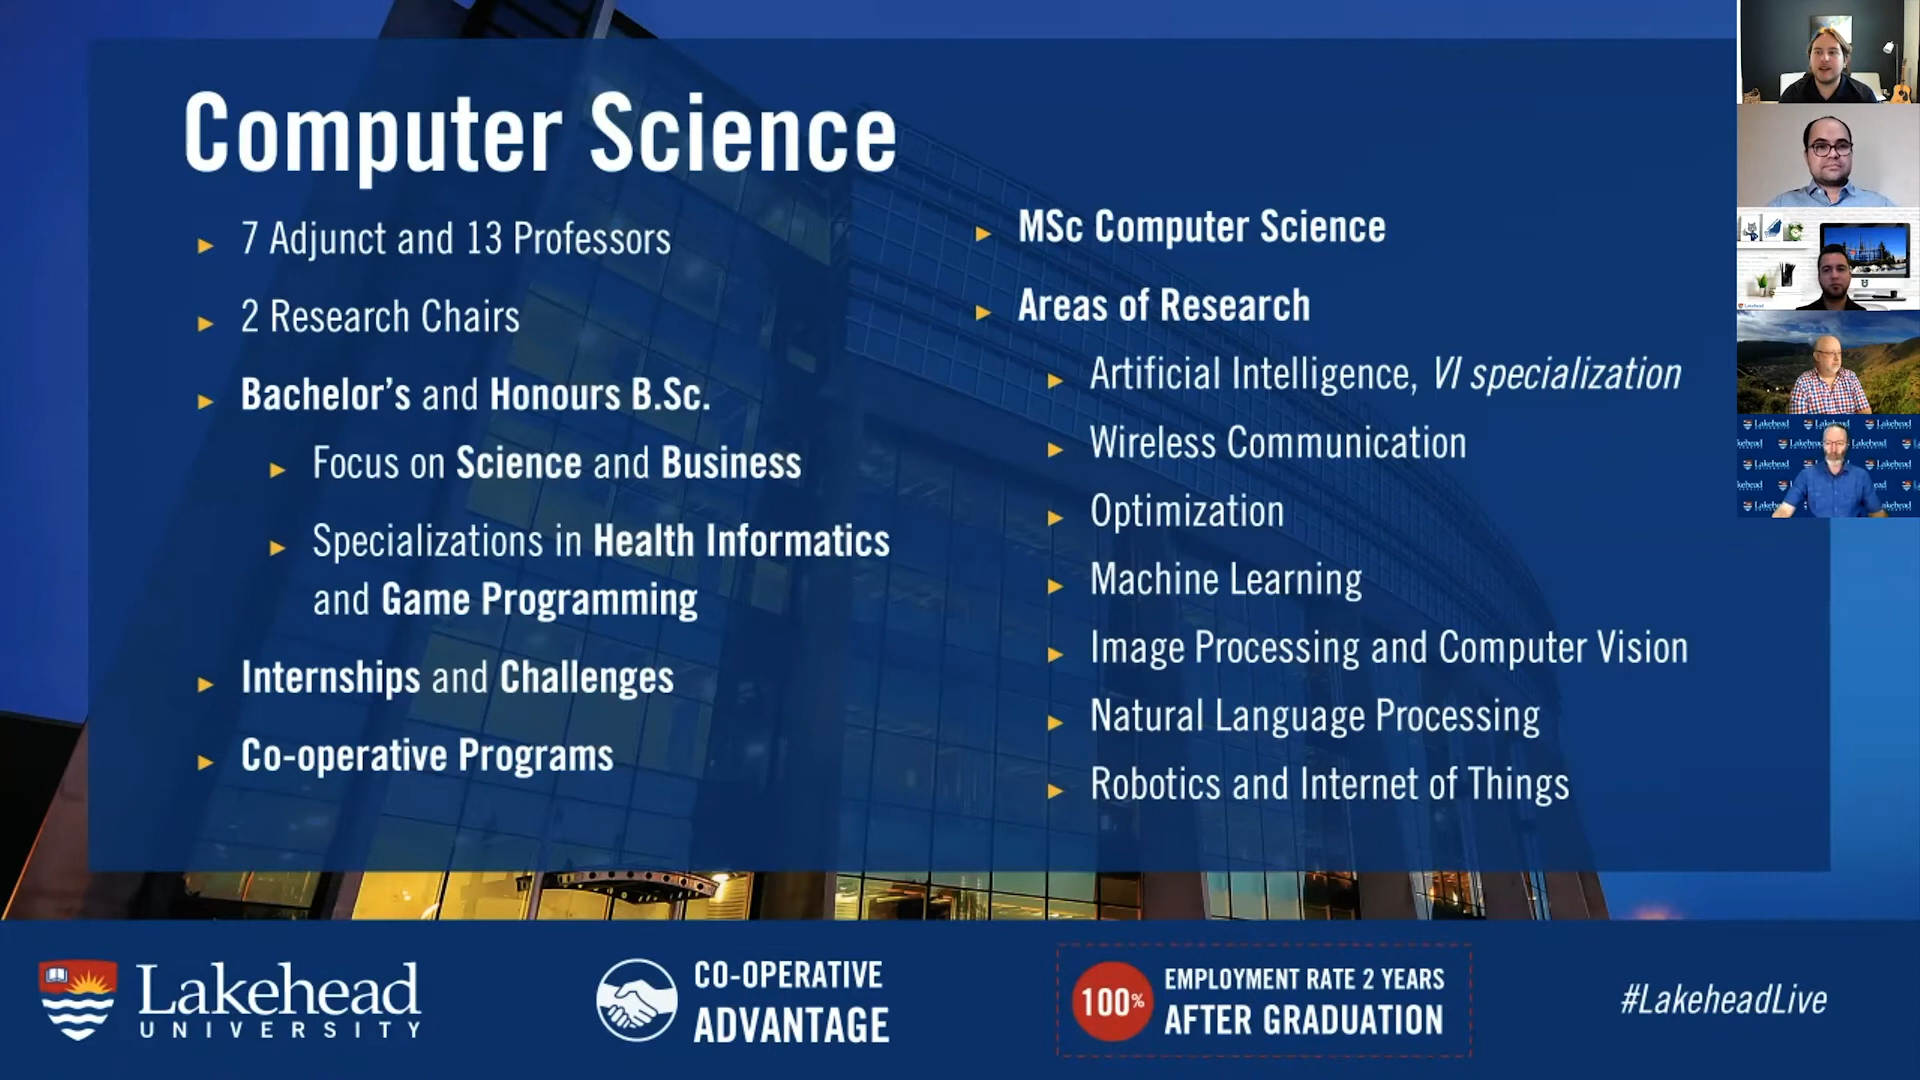 Computer Science
7 Adjunct and 13 Professors
2 Research Chairs
Bachelor's and Honours B.Sc.
Focus on Science and Business
Specializations in Health Informatics
and Game Programming
Internships and Challenges
Co-operative Programs
MSc Computer Science
Areas of Research
Artificial Intelligence, VI specialization
Wireless Communication
Optimization
Machine Learning
Image Processing and Computer Vision
Natural Language Processing
Robotics and Internet of Things
Lakehead
UNIVERSITY
CO-OPERATIVE
ADVANTAGE
100%
EMPLOYMENT RATE 2 YEARS
AFTER GRADUATION
#LakeheadLive